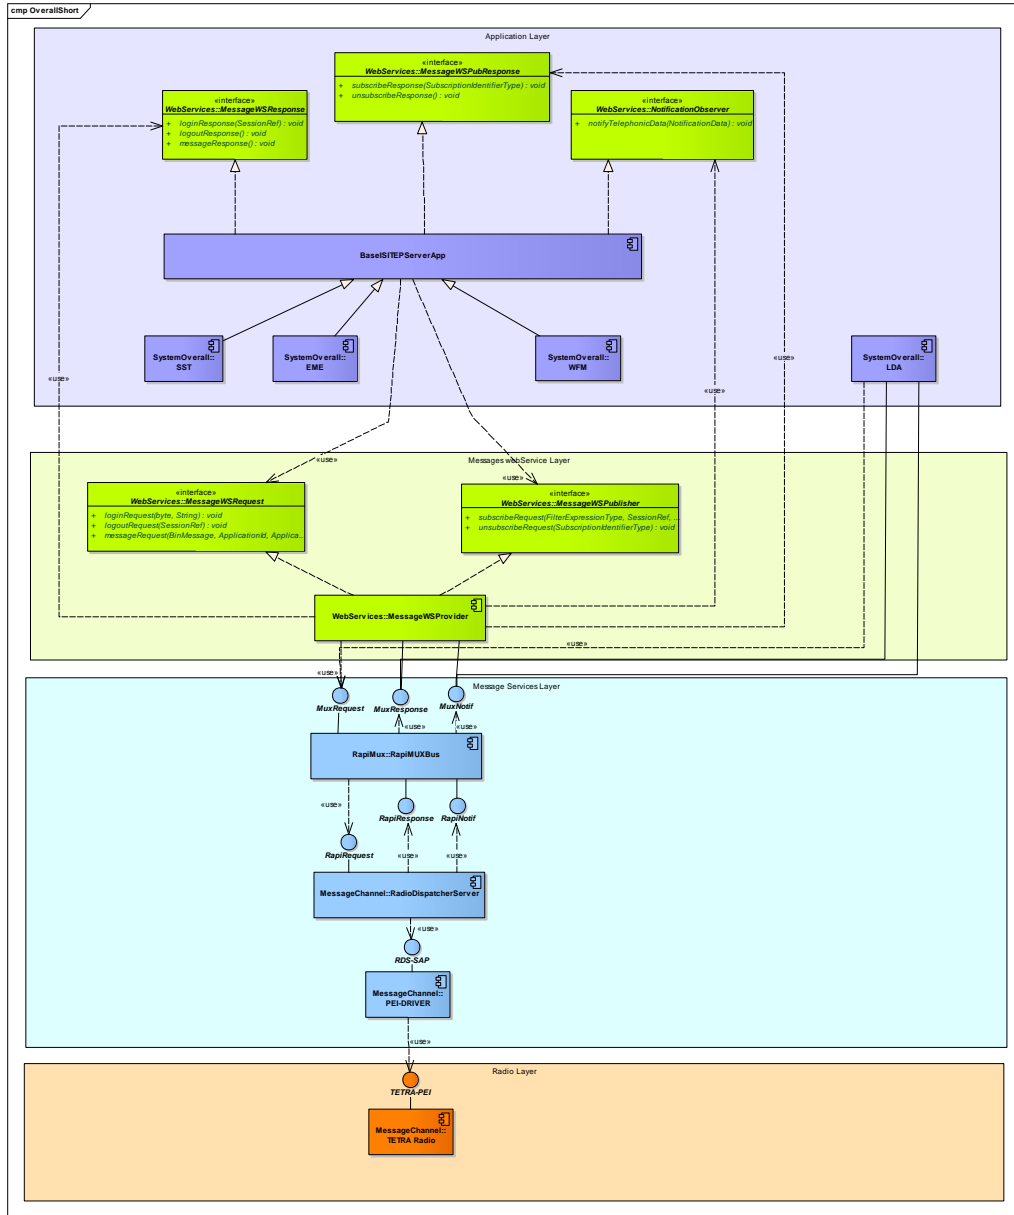 cmp OverallShort
Application Layer
«interface»
WebServices::MessageWSPubResponse
+ subscribeResponse(SubscriptionIdentifierType) : void
+ unsubscribeResponse() : void
«interface»
WebServices::MessageWSResponse
+ loginResponse(SessionRef) : void
+ logoutResponse() : void
+ messageResponse() : void
«interface»
WebServices::NotificationObserver
+ notifyTelephonicData(NotificationData) : void
BaseISITEPServerApp
SystemOverall::
SST
SystemOverall::
EME
SystemOverall::
WFM
SystemOverall::
LDA
«use»
«use»
«use»
Messages webService Layer
«use»
«use»
«interface»
WebServices::MessageWSRequest
+ loginRequest(byte, String) : void
+ logoutRequest(SessionRef) : void
+ messageRequest(BinMessage, ApplicationId, Applica...
«interface»
WebServices::MessageWSPublisher
+ subscribeRequest(FilterExpressionType, SessionRef, ...
+ unsubscribeRequest(SubscriptionIdentifierType) : void
WebServices::MessageWSProvider
«use»
«use»
Message Services Layer
MuxRequest
MuxResponse
MuxNotif
«use»
«use»
RapiMux::RapiMUXBus
«use»
RapiResponse
RapiNotif
RapiRequest
«use»
«use»
MessageChannel::RadioDispatcherServer
«use»
RDS-SAP
MessageChannel::
PEI-DRIVER
«use»
Radio Layer
TETRA-PEI
MessageChannel::
TETRA Radio